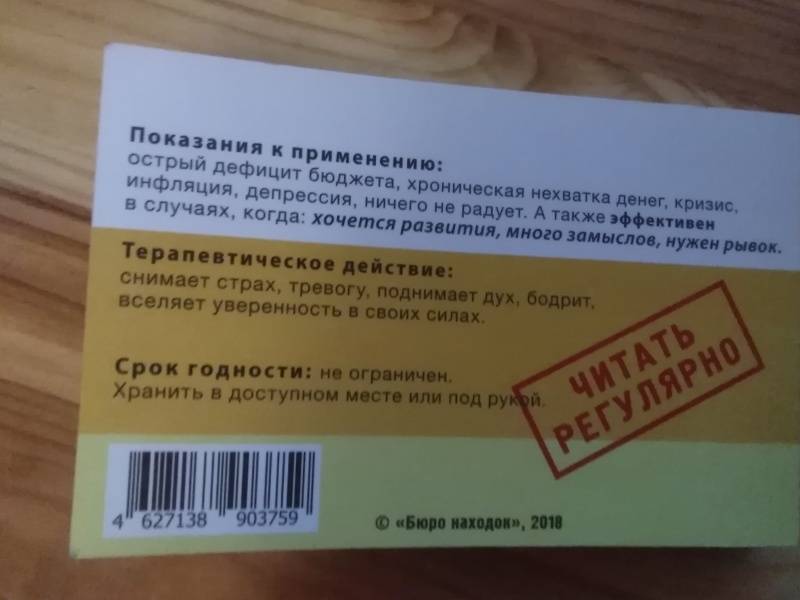 Показания к применению:
острый дефицит бюджета, хроническая нехватка денег, кризис,
инфляция, депрессия, ничего не радует. А также эффективен
в случаях, когда: хочется развития, много замыслов, нужен рывок.
Терапевтическое действие:
снимает страх, тревогу, поднимает дух, бодрит,
вселяет уверенность в своих силах.
Срок годности: не ограничен.
Хранить в доступном месте или под рукой.
ЧИТАТЬ
РЕГУЛЯРНО
4 627138 903759
© «Бюро находок», 2018